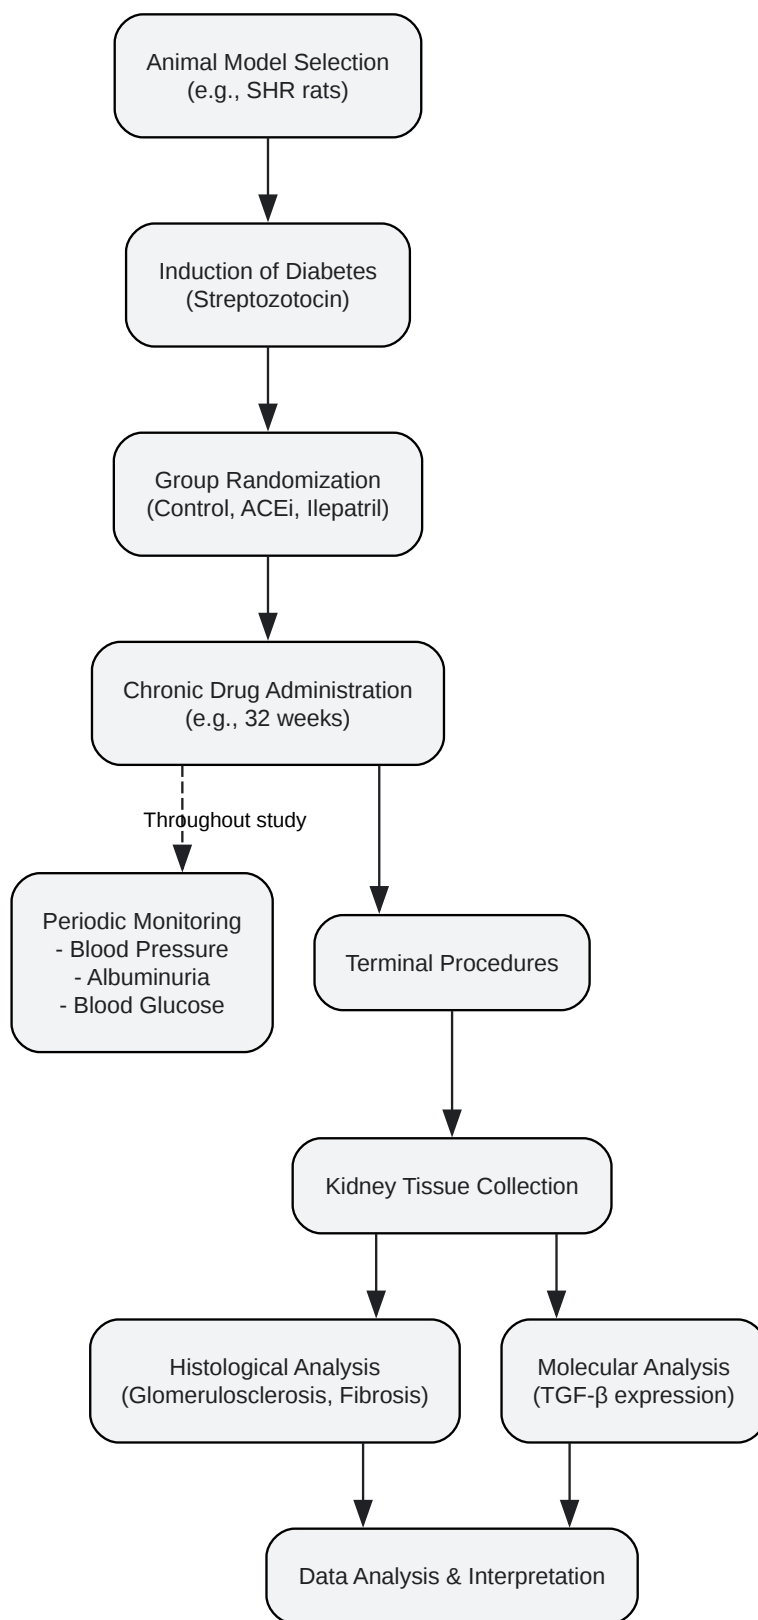 Animal Model Selection
(e.g., SHR rats)
Induction of Diabetes
(Streptozotocin)
Group Randomization
(Control, ACEi, Ilepatril)
Chronic Drug Administration
(e.g., 32 weeks)
Throughout study
Periodic Monitoring
- Blood Pressure
- Albuminuria
- Blood Glucose
Terminal Procedures
Kidney Tissue Collection
Histological Analysis
(Glomerulosclerosis, Fibrosis)
Molecular Analysis
(TGF-β expression)
Data Analysis & Interpretation